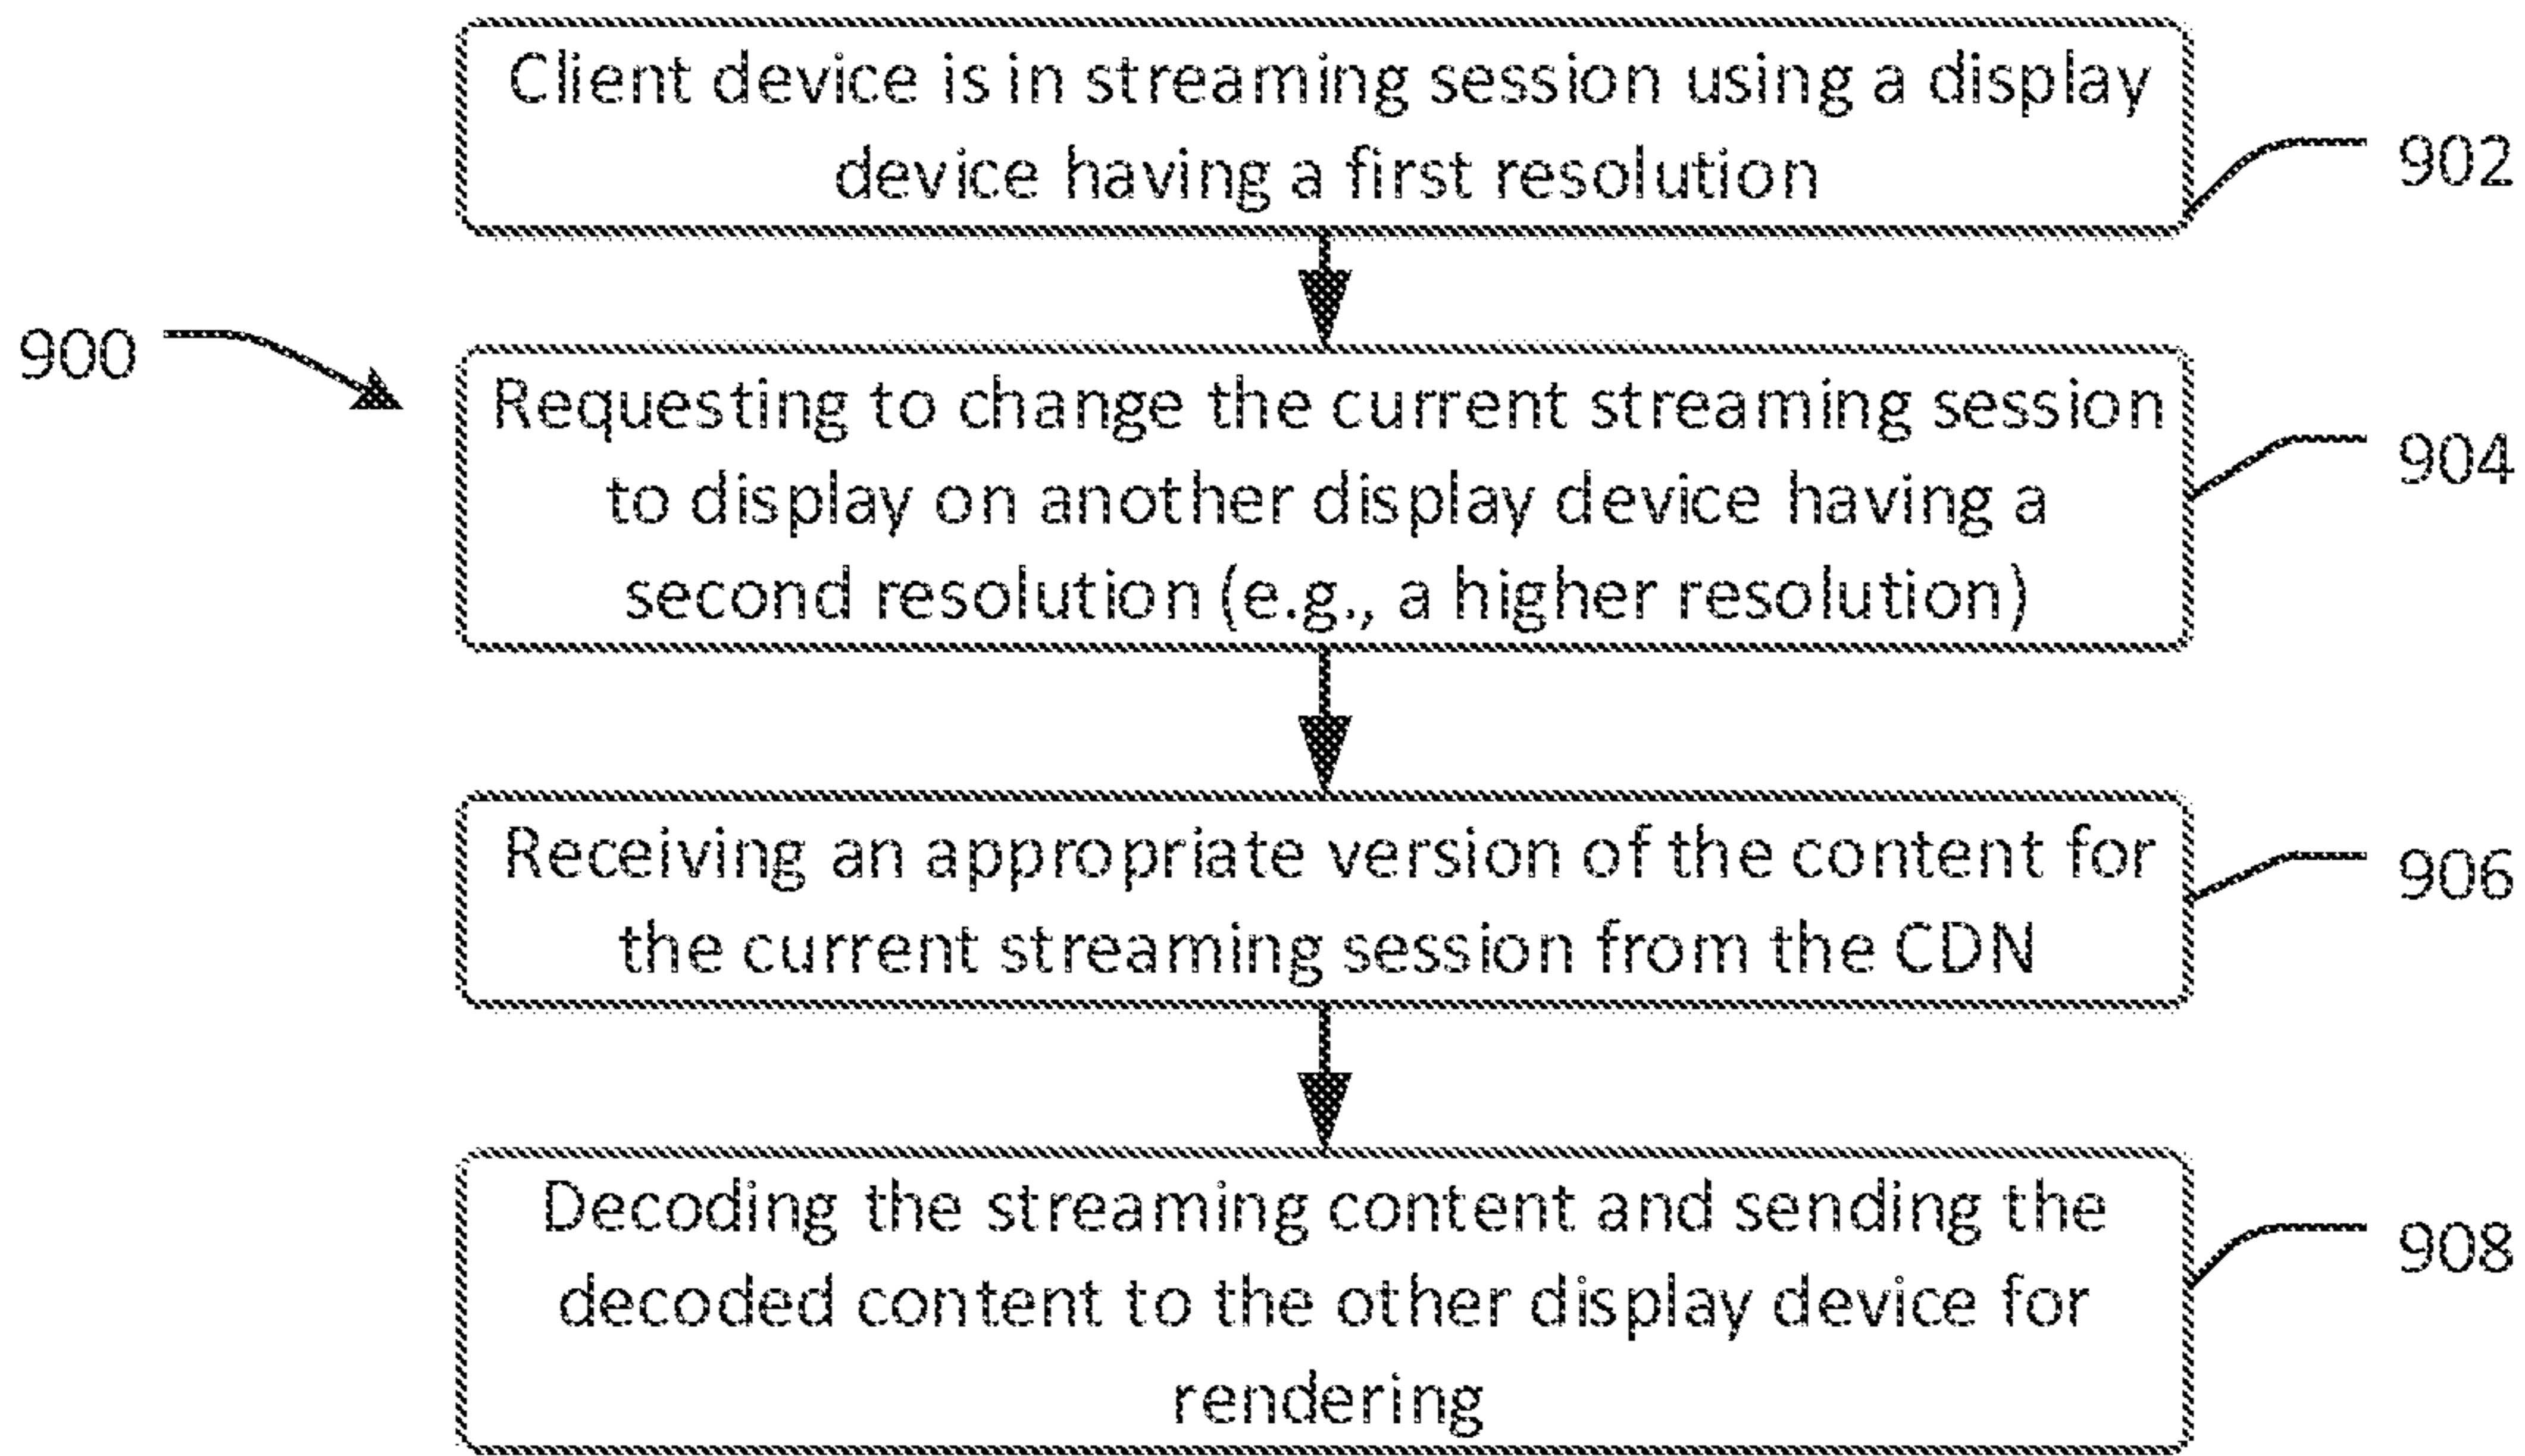 Client device is in streaming session using a display
device having a first resolution
902
900
Requesting to change the current streaming session
to display on another display device having a
second resolution (e.g., a higher resolution)
904
Receiving an appropriate version of the content for
the current streaming session from the CDN
906
Decoding the streaming content and sending the
decoded content to the other display device for
rendering
908